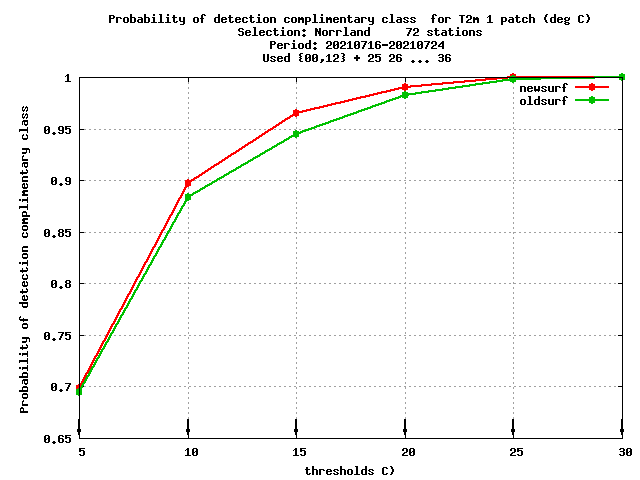 Probability of detection complimentary class  for T2m 1 patch (deg C)
Selection: Norrland     72 stations
Period: 20210716-20210724
Used {00,12} + 25 26 ... 36
Probability of detection complimentary class
1
0.95
0.9
0.85
0.8
0.75
0.7
0.65
newsurf
oldsurf
5 10 15 20 25 30
thresholds C)